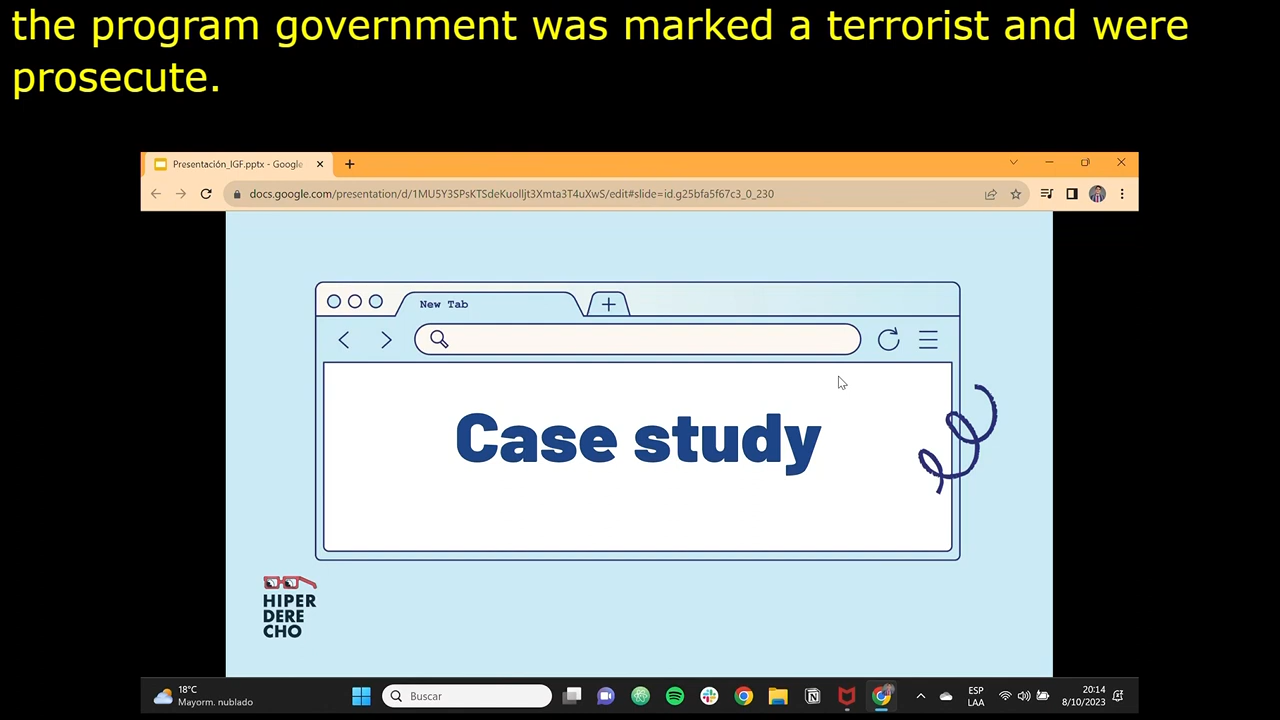 the program government was marked a terrorist and were
prosecute.
Presentación_IGF.pptx - Google
docs.google.com/presentation/d/1MU5Y3SPsKTSdeKuolljt3Xmta3T4uXwS/edit#slide=id.g25bfa5f67c3_0_230
New Tab
Case study
HIPER
DERE
CHO
18°C
Mayorm. nublado
Buscar
ESP
LAA
20:14
8/10/2023